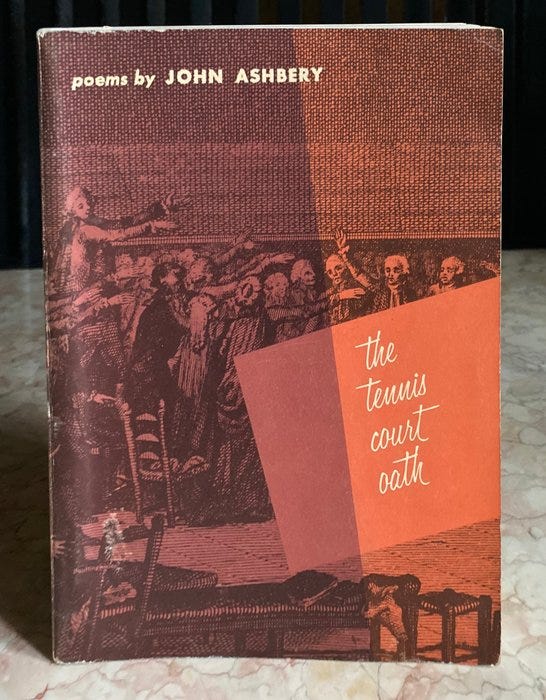 poems by JOHN ASHBERY
the
tennis
court
oath